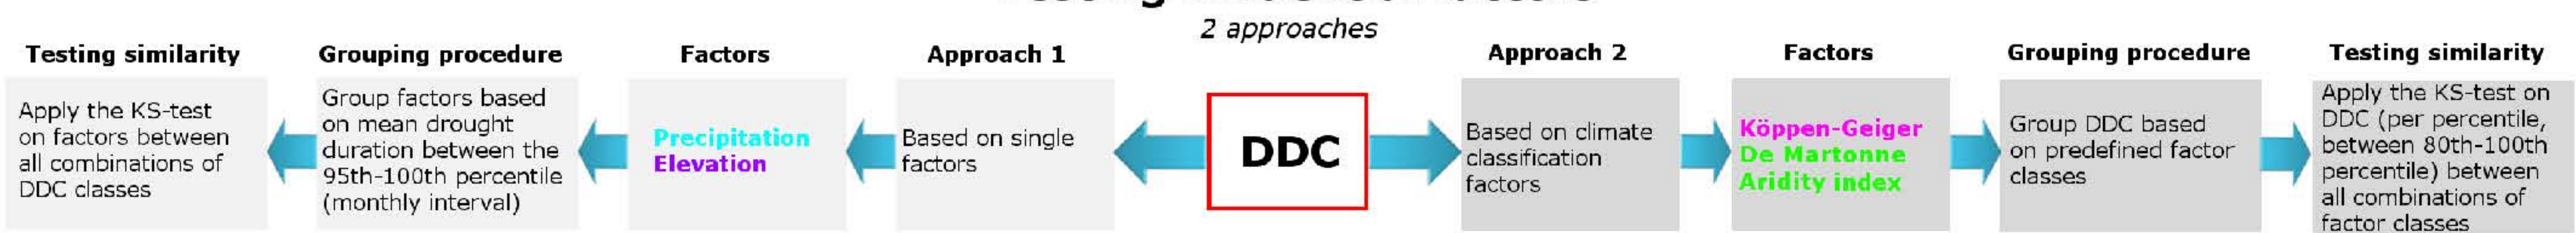 2 approaches
Testing similarity
Grouping procedure
Factors
Approach 1
Approach 2
Factors
Grouping procedure
Testing similarity
Apply the KS-test
on factors between
all combinations of
DDC classes
Group factors based
on mean drought
duration between the
95th-100th percentile
(monthly interval)
Precipitation
Elevation
Based on single
factors
DDC
Based on climate
classification
factors
Köppen-Geiger
De Martonne
Aridity index
Group DDC based
on predefined factor
classes
Apply the KS-test on
DDC (per percentile,
between 80th-100th
percentile) between
all combinations of
factor classes